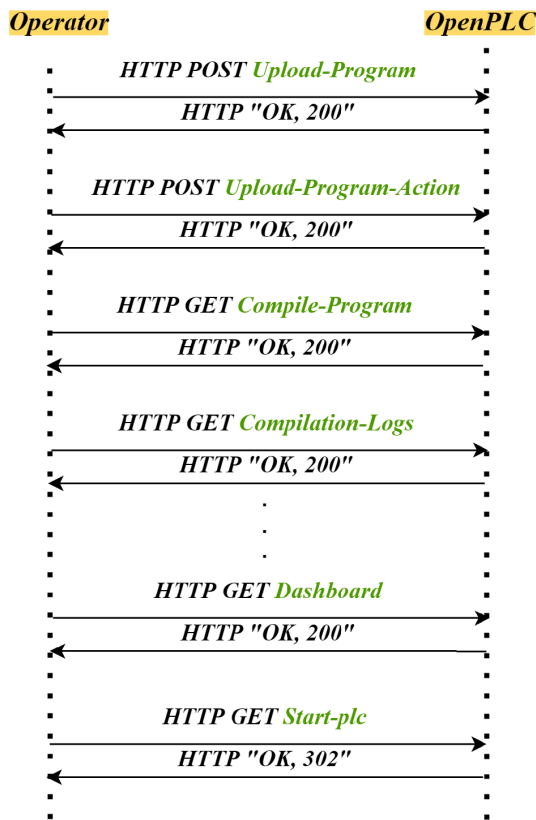 Operator OpenPLC
HTTP POST Upload-Program
HTTP "OK, 200"
HTTP POST Upload-Program-Action
HTTP "OK, 200"
HTTP GET Compile-Program
HTTP "OK, 200"
HTTP GET Compilation-Logs
HTTP "OK, 200"
HTTP GET Dashboard
HTTP "OK, 200"
HTTP GET Start-plc
HTTP "OK, 302"